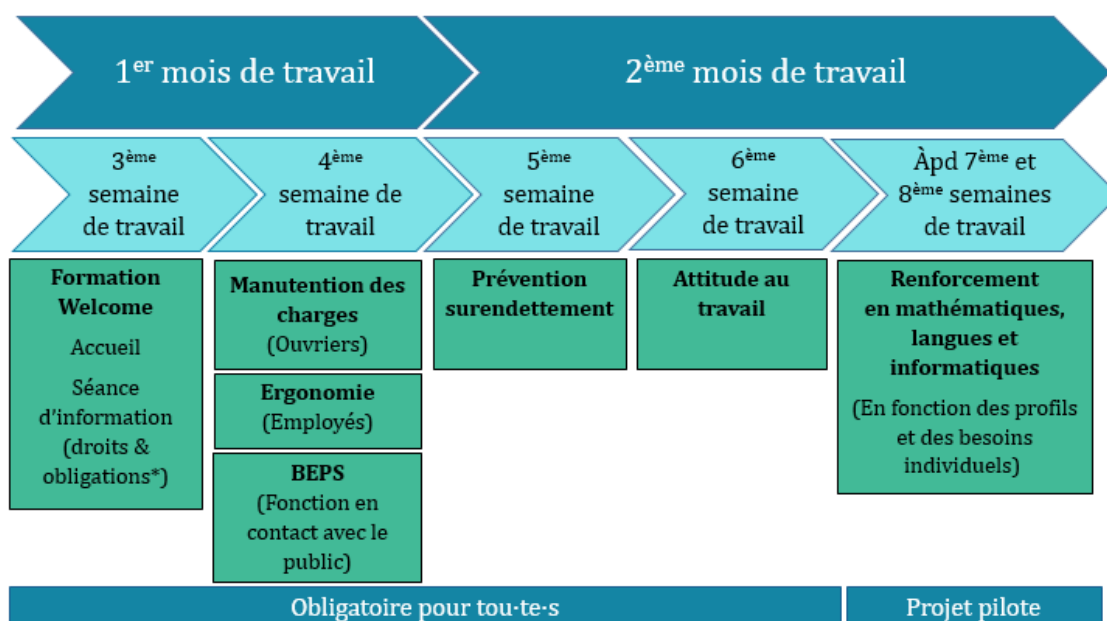 1er mois de travail
2ème mois de travail
3ème
semaine
de travail
4ème
semaine de
travail
5ème
semaine
de travail
6ème
semaine
de travail
Àpd 7ème et
8ème semaines
de travail
Formation
Welcome
Accueil
Séance
d'information
(droits &
obligations*)
Manutention des
charges
(Ouvriers)
Ergonomie
(Employés)
BEPS
(Fonction en
contact avec le
public)
Prévention
surendettement
Attitude au
travail
Renforcement
en mathématiques,
langues et
informatiques
(En fonction des profils
et des besoins
individuels)
Obligatoire pour tou·te·s
Projet pilote